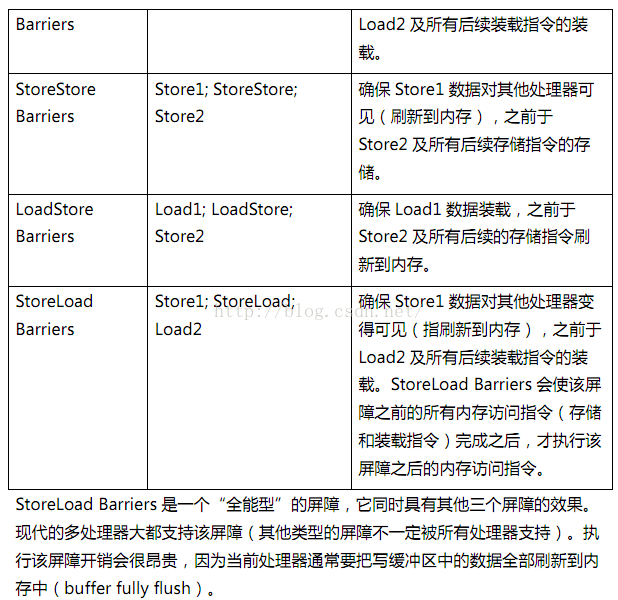 Barriers
Load2 及所有后续装载指令的装
载。
StoreStore
Barriers
Store1; StoreStore;
Store2
确保 Store1 数据对其他处理器可
见（刷新到内存），之前于
Store2 及所有后续存储指令的存
储。
LoadStore
Barriers
Load1; LoadStore;
Store2
确保 Load1 数据装载，之前于
Store2 及所有后续的存储指令刷
新到内存。
StoreLoad
Barriers
Store1; StoreLoad;
Load2
确保 Store1 数据对其他处理器变
得可见（指刷新到内存），之前于
Load2 及所有后续装载指令的装
载。StoreLoad Barriers 会使该屏
障之前的所有内存访问指令（存储
和装载指令）完成之后，才执行该
屏障之后的内存访问指令。
http://blog.csdn.net/
StoreLoad Barriers 是一个“全能型”的屏障，它同时具有其他三个屏障的效果。
现代的多处理器大都支持该屏障（其他类型的屏障不一定被所有处理器支持）。执
行该屏障开销会很昂贵，因为当前处理器通常要把写缓冲区中的数据全部刷新到内
存中（buffer fully flush）。